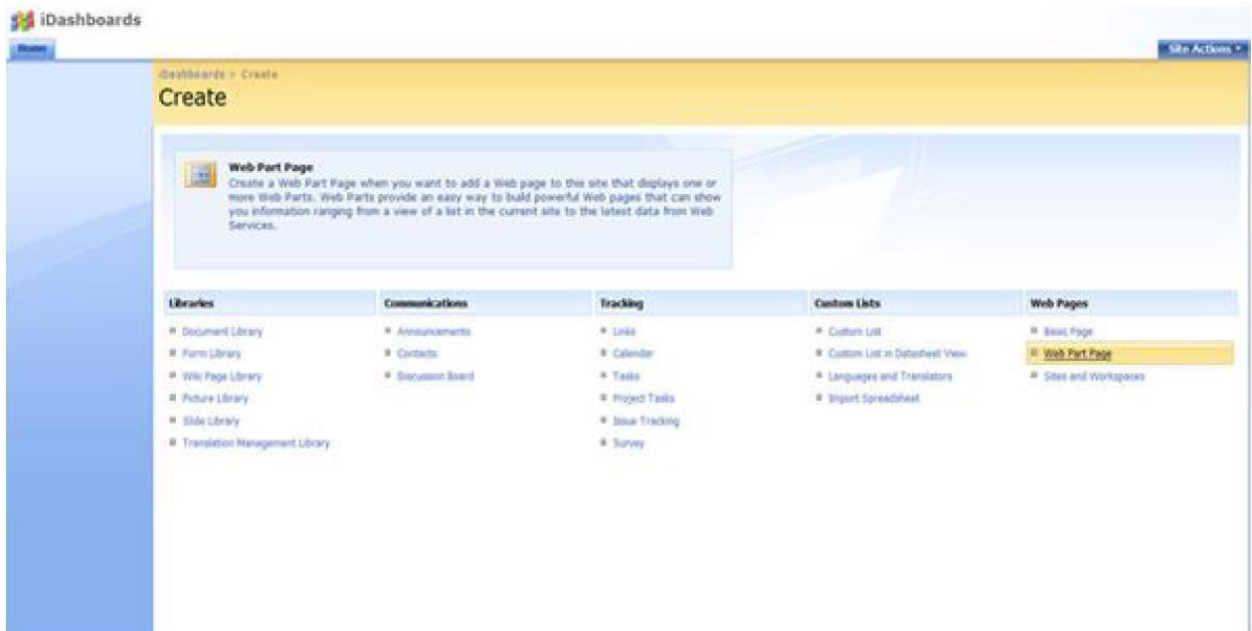 iDashboards
Home
Site Actions
iDashboards > Create
Create
Web Part Page
Create a Web Part Page when you want to add a Web page to this site that displays one or
more Web Parts. Web Parts provide an easy way to build powerful Web pages that can show
you information ranging from a view of a list in the current site to the latest data from Web
Services.
Libraries
Document Library
Form Library
Wiki Page Library
Picture Library
Slide Library
Translation Management Library
Communications
Announcements
Contacts
Discussion Board
Tracking
Links
Calendar
Tasks
Project Tasks
Issue Tracking
Survey
Custom Lists
Custom List
Custom List in Datasheet View
Languages and Translators
Import Spreadsheet
Web Pages
Basic Page
Web Part Page
Sites and Workspaces